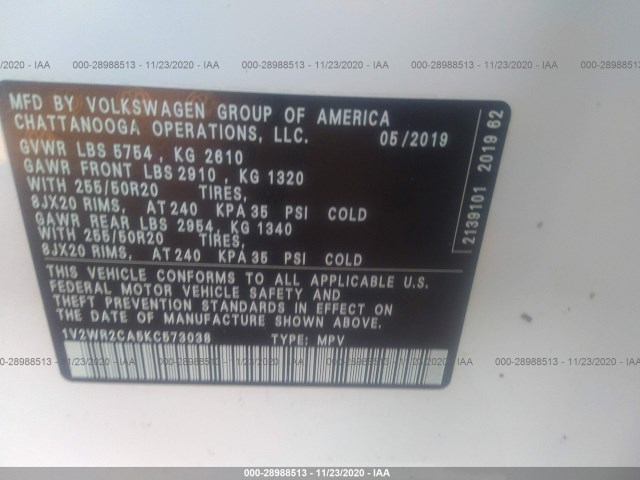 000-28988513 - 11/23/2020 - IAA
MFD BY VOLKSWAGEN GROUP OF AMERICA
CHATTANOOGA OPERATIONS, LLC. 05/2019
GVWR LBS 5754 , KG 2610
GAWR FRONT LBS 2910 , KG 1320
WITH 255/50R20 TIRES,
8JX20 RIMS, AT 240 KPA 35 PSI COLD
GAWR REAR LBS 2954, KG 1340
WITH 255/50R20 TIRES,
8JX20 RIMS, AT 240 KPA 35 PSI COLD
THIS VEHICLE CONFORMS TO ALL APPLICABLE U.S.
FEDERAL MOTOR VEHICLE SAFETY AND
THEFT PREVENTION STANDARDS IN EFFECT ON
THE DATE OF MANUFACTURE SHOWN ABOVE.
1V2WR2CA5KC573038 TYPE: MPV
2139101 2019 62
000-28988513 - 11/23/2020 - IAA